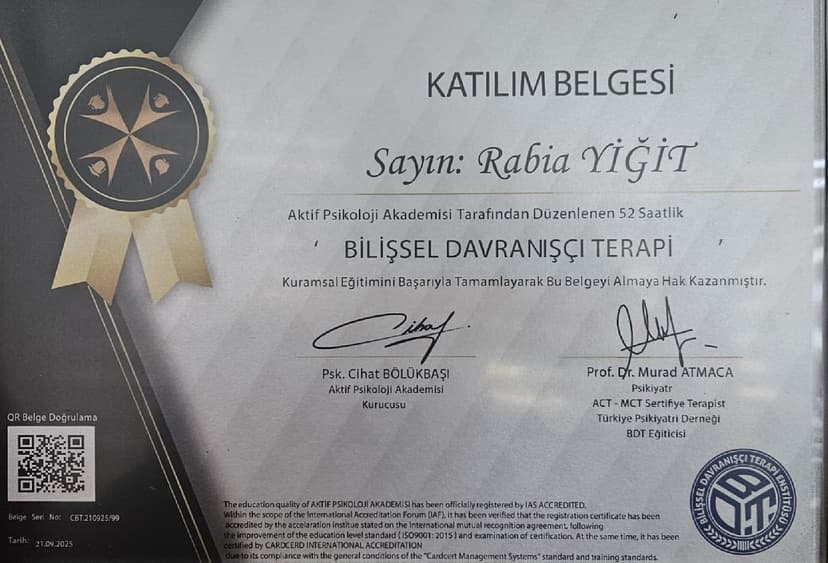 KATILIM BELGESİ
Sayın: Rabia YİĞİT
Aktif Psikoloji Akademisi Tarafından Düzenlenen 52 Saatlik
' BİLİŞSEL DAVRANIŞÇI TERAPİ '
Kuramsal Eğitimini Başarıyla Tamamlayarak Bu Belgeyi Almaya Hak Kazanmıştır.
Psk. Cihat BÖLÜKBAŞI
Aktif Psikoloji Akademisi
Kurucusu
Prof. Dr. Murad ATMACA
Psikiyatr
ACT - MCT Sertifiye Terapist
Türkiye Psikiyatri Derneği
BDT Eğiticisi
QR Belge Doğrulama
Belge Seri No: CBT.210925/99
Tarih: 21.09.2025
The education quality of AKTİF PSİKOLOJİ AKADEMİSİ has been officially registered by IAS ACCREDITED.
Within the scope of the International Accreditation Forum (IAF), it has been verified that the registration certificate has been
accredited by the accelaration institue stated on the international mutual recognition agreement, following
the improvement of the education level standard (ISO9001: 2015) and examination of certification. At the same time, it has been
certified by CARDCERD INTERNATIONAL ACCREDITATION
due to its compliance with the general conditions of the "Cardcert Management Systems" standard and training standards.
BİLİŞSEL DAVRANIŞÇI TERAPİ ENSTİTÜSÜ